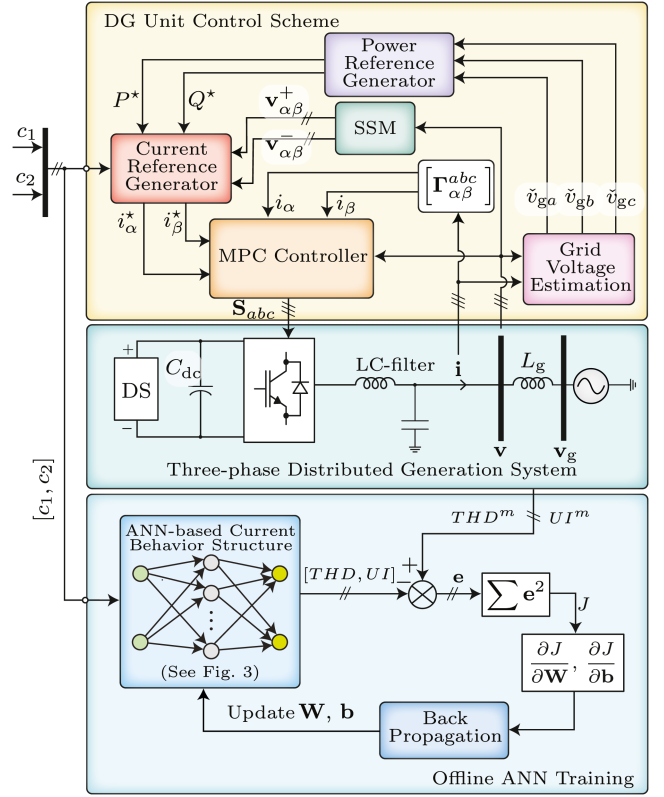 DG Unit Control Scheme
Power
Reference
Generator
P*
Q*
v⁺αβ
v⁻αβ
SSM
c₁
c₂
Current
Reference
Generator
[Γᵃᵇᶜαβ]
v̌ga v̌gb v̌gc
i*α
i*β
iα
iβ
MPC Controller
Grid
Voltage
Estimation
Sabc
+
DS
−
Cdc
LC-filter
i
Lg
v
vg
Three-phase Distributed Generation System
[c₁, c₂]
THDᵐ
UIᵐ
ANN-based Current
Behavior Structure
(See Fig. 3)
[THD, UI]
+
−
e
∑ e²
J
∂J/∂W, ∂J/∂b
Update W, b
Back
Propagation
Offline ANN Training